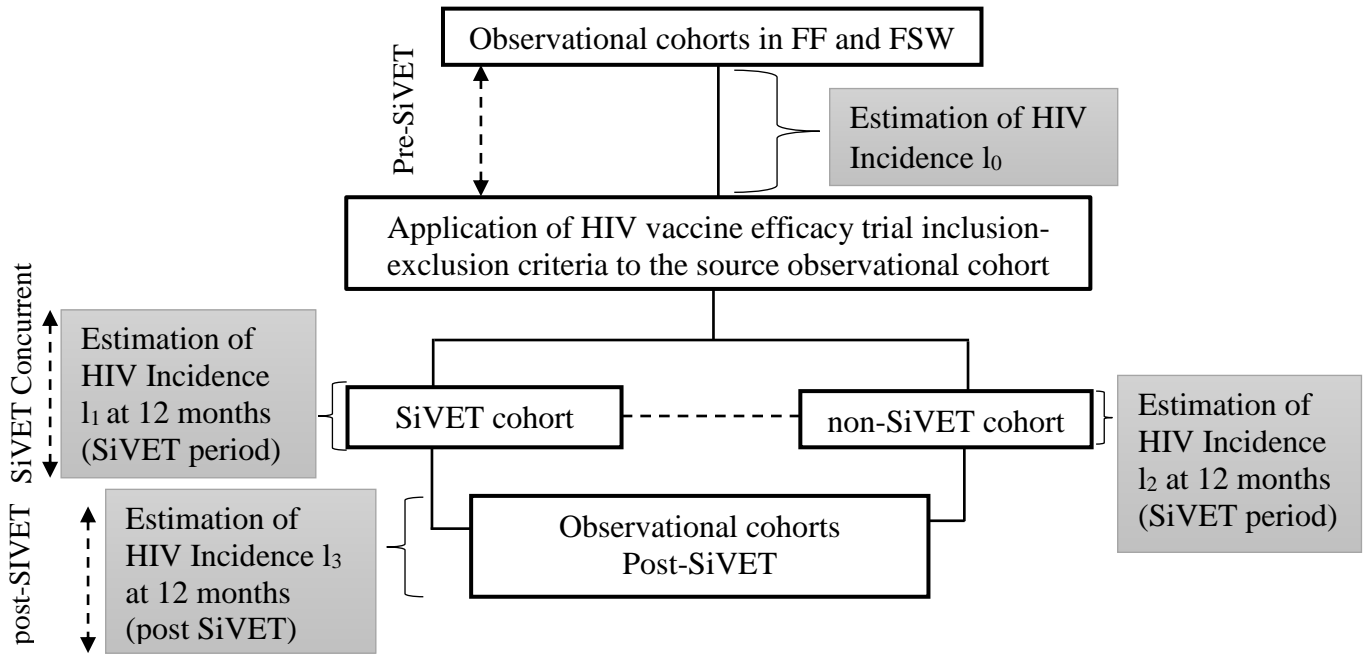 Observational cohorts in FF and FSW
Pre-SiVET
Estimation of HIV
Incidence l₀
Application of HIV vaccine efficacy trial inclusion-
exclusion criteria to the source observational cohort
SiVET Concurrent
Estimation of
HIV Incidence
l₁ at 12 months
(SiVET period)
SiVET cohort
non-SiVET cohort
Estimation of
HIV Incidence
l₂ at 12 months
(SiVET period)
post-SIVET
Estimation of
HIV Incidence l₃
at 12 months
(post SiVET)
Observational cohorts
Post-SiVET